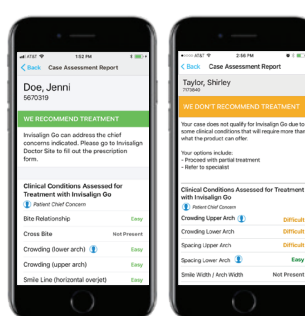 AT&T 1:52 PM
Back Case Assessment Report
Doe, Jenni
5670319
WE RECOMMEND TREATMENT
Invisalign Go can address the chief
concerns indicated. Please go to Invisalign
Doctor Site to fill out the prescription
form.
Clinical Conditions Assessed for
Treatment with Invisalign Go
Patient Chief Concern
Bite Relationship Easy
Cross Bite Not Present
Crowding (lower arch) Easy
Crowding (upper arch) Easy
Smile Line (horizontal overjet) Easy
AT&T 2:56 PM
Back Case Assessment Report
Taylor, Shirley
7173840
WE DON'T RECOMMEND TREATMENT
Your case does not qualify for Invisalign Go due to
some clinical conditions that will require more than
what the product can offer.
Your options include:
- Proceed with partial treatment
- Refer to specialist
Clinical Conditions Assessed for Treatment
with Invisalign Go
Patient Chief Concern
Crowding Upper Arch Difficult
Crowding Lower Arch Difficult
Spacing Upper Arch Difficult
Spacing Lower Arch Easy
Smile Width / Arch Width Not Present